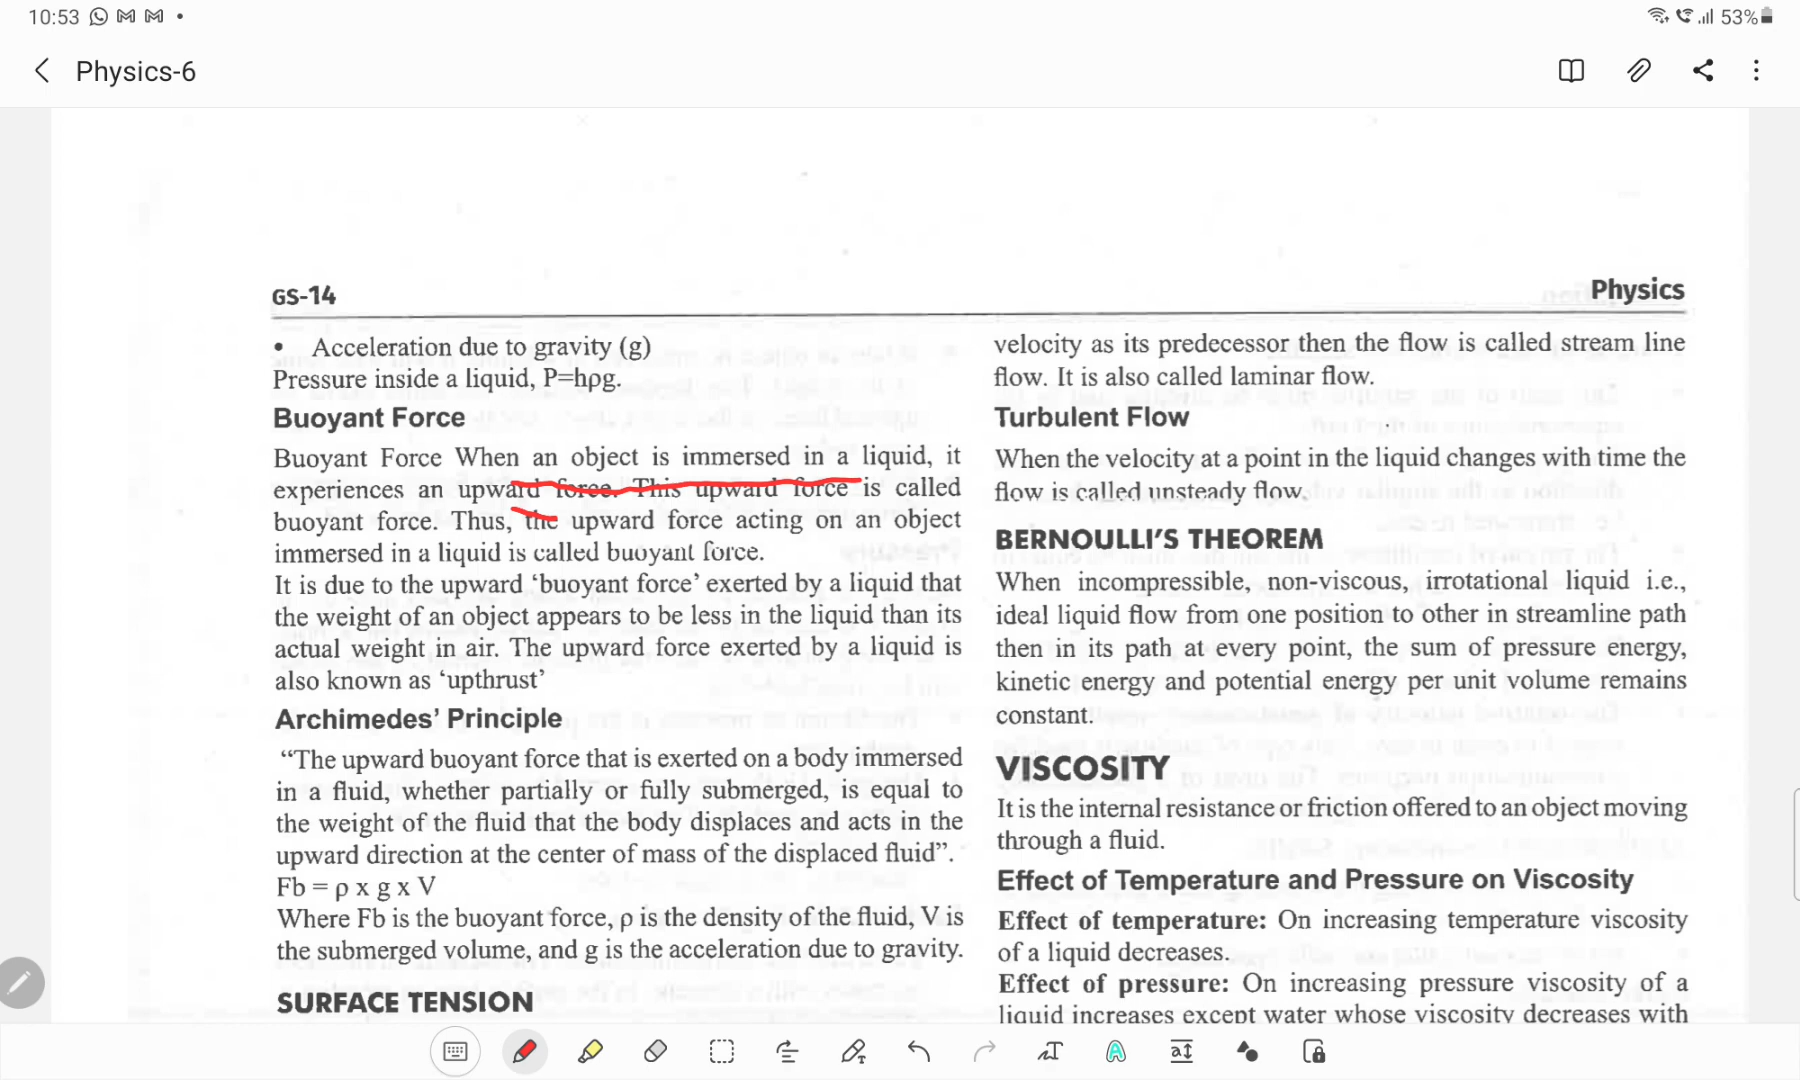 10:53
53%
Physics-6
GS-14
Physics
• Acceleration due to gravity (g)
Pressure inside a liquid, P=hρg.
Buoyant Force
Buoyant Force When an object is immersed in a liquid, it
experiences an upward force. This upward force is called
buoyant force. Thus, the upward force acting on an object
immersed in a liquid is called buoyant force.
It is due to the upward ‘buoyant force’ exerted by a liquid that
the weight of an object appears to be less in the liquid than its
actual weight in air. The upward force exerted by a liquid is
also known as ‘upthrust’
Archimedes’ Principle
“The upward buoyant force that is exerted on a body immersed
in a fluid, whether partially or fully submerged, is equal to
the weight of the fluid that the body displaces and acts in the
upward direction at the center of mass of the displaced fluid”.
Fb = ρ x g x V
Where Fb is the buoyant force, ρ is the density of the fluid, V is
the submerged volume, and g is the acceleration due to gravity.
SURFACE TENSION
velocity as its predecessor then the flow is called stream line
flow. It is also called laminar flow.
Turbulent Flow
When the velocity at a point in the liquid changes with time the
flow is called unsteady flow.
BERNOULLI’S THEOREM
When incompressible, non-viscous, irrotational liquid i.e.,
ideal liquid flow from one position to other in streamline path
then in its path at every point, the sum of pressure energy,
kinetic energy and potential energy per unit volume remains
constant.
VISCOSITY
It is the internal resistance or friction offered to an object moving
through a fluid.
Effect of Temperature and Pressure on Viscosity
Effect of temperature: On increasing temperature viscosity
of a liquid decreases.
Effect of pressure: On increasing pressure viscosity of a
liquid increases except water whose viscosity decreases with